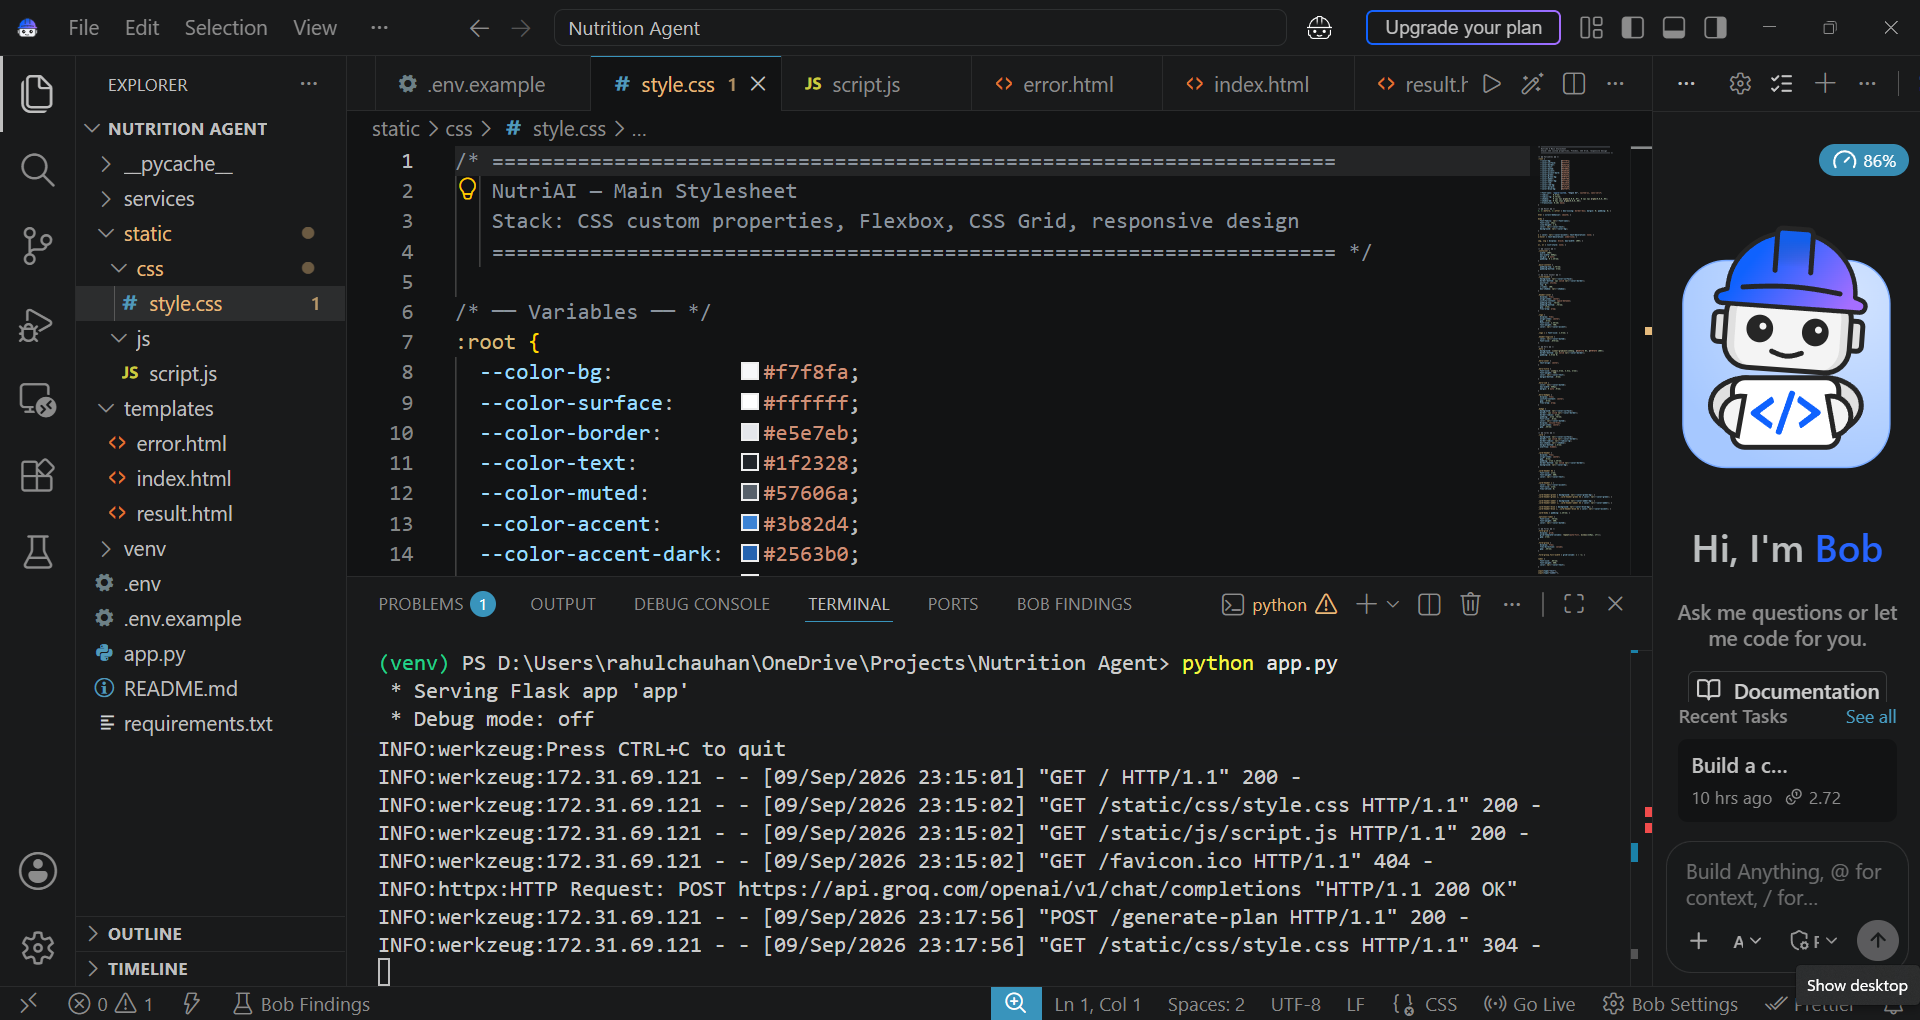 File Edit Selection View ··· Nutrition Agent Upgrade your plan
EXPLORER
NUTRITION AGENT
__pycache__
services
static
css
# style.css 1
js
JS script.js
templates
<> error.html
<> index.html
<> result.html
venv
.env
.env.example
app.py
README.md
requirements.txt
OUTLINE
TIMELINE
.env.example # style.css 1 JS script.js <> error.html <> index.html <> result.h
static > css > # style.css > ...
1 /* =====================================================================
2 NutriAI — Main Stylesheet
3 Stack: CSS custom properties, Flexbox, CSS Grid, responsive design
4 ===================================================================== */
5
6 /* —— Variables —— */
7 :root {
8 --color-bg: #f7f8fa;
9 --color-surface: #ffffff;
10 --color-border: #e5e7eb;
11 --color-text: #1f2328;
12 --color-muted: #57606a;
13 --color-accent: #3b82d4;
14 --color-accent-dark: #2563b0;
PROBLEMS 1 OUTPUT DEBUG CONSOLE TERMINAL PORTS BOB FINDINGS python
(venv) PS D:\Users\rahulchauhan\OneDrive\Projects\Nutrition Agent> python app.py
* Serving Flask app 'app'
* Debug mode: off
INFO:werkzeug:Press CTRL+C to quit
INFO:werkzeug:172.31.69.121 - - [09/Sep/2026 23:15:01] "GET / HTTP/1.1" 200 -
INFO:werkzeug:172.31.69.121 - - [09/Sep/2026 23:15:02] "GET /static/css/style.css HTTP/1.1" 200 -
INFO:werkzeug:172.31.69.121 - - [09/Sep/2026 23:15:02] "GET /static/js/script.js HTTP/1.1" 200 -
INFO:werkzeug:172.31.69.121 - - [09/Sep/2026 23:15:02] "GET /favicon.ico HTTP/1.1" 404 -
INFO:httpx:HTTP Request: POST https://api.groq.com/openai/v1/chat/completions "HTTP/1.1 200 OK"
INFO:werkzeug:172.31.69.121 - - [09/Sep/2026 23:17:56] "POST /generate-plan HTTP/1.1" 200 -
INFO:werkzeug:172.31.69.121 - - [09/Sep/2026 23:17:56] "GET /static/css/style.css HTTP/1.1" 304 -
86%
</>
Hi, I'm Bob
Ask me questions or let
me code for you.
Documentation
Recent Tasks See all
Build a c...
10 hrs ago 2.72
Build Anything, @ for
context, / for...
A F
Show desktop
0 1 Bob Findings Ln 1, Col 1 Spaces: 2 UTF-8 LF CSS Go Live Bob Settings